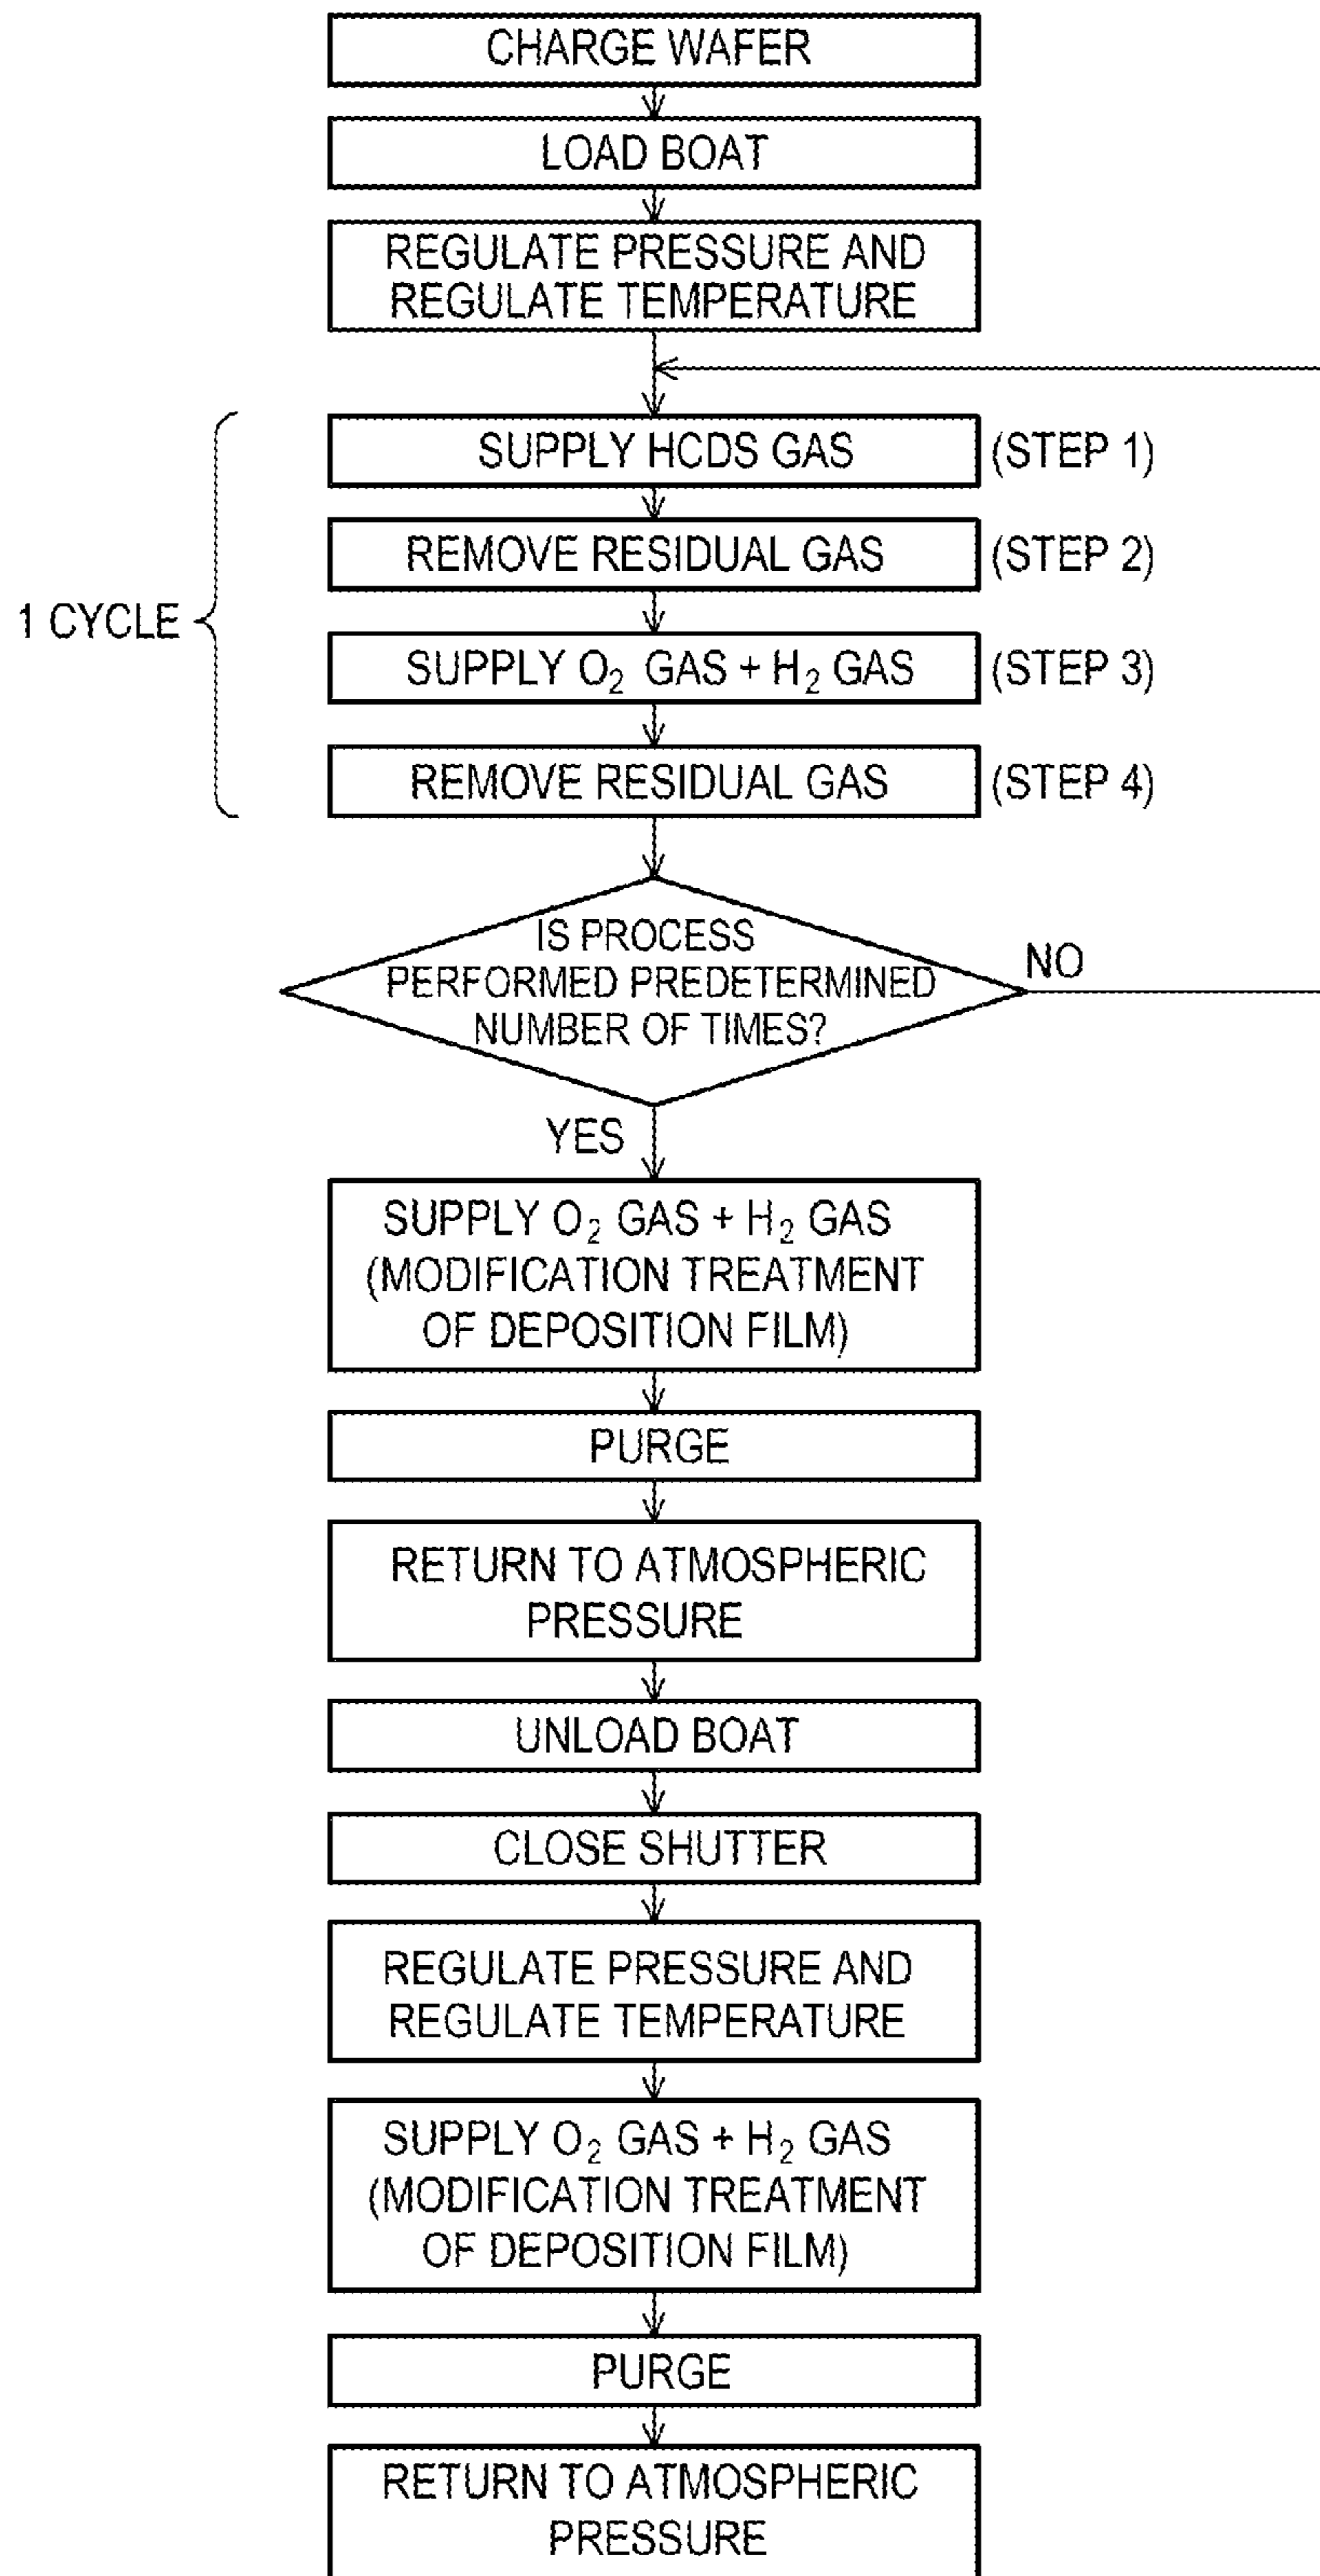 CHARGE WAFER
LOAD BOAT
REGULATE PRESSURE AND
REGULATE TEMPERATURE
SUPPLY HCDS GAS
(STEP 1)
REMOVE RESIDUAL GAS
(STEP 2)
1 CYCLE
SUPPLY O₂ GAS + H₂ GAS
(STEP 3)
REMOVE RESIDUAL GAS
(STEP 4)
IS PROCESS
PERFORMED PREDETERMINED
NUMBER OF TIMES?
NO
YES
SUPPLY O₂ GAS + H₂ GAS
(MODIFICATION TREATMENT
OF DEPOSITION FILM)
PURGE
RETURN TO ATMOSPHERIC
PRESSURE
UNLOAD BOAT
CLOSE SHUTTER
REGULATE PRESSURE AND
REGULATE TEMPERATURE
SUPPLY O₂ GAS + H₂ GAS
(MODIFICATION TREATMENT
OF DEPOSITION FILM)
PURGE
RETURN TO ATMOSPHERIC
PRESSURE